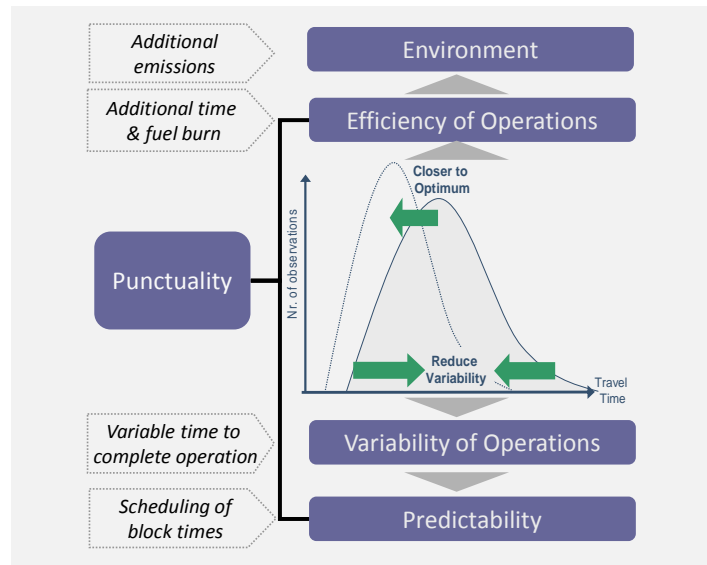 Additional
emissions
Environment
Additional time
& fuel burn
Efficiency of Operations
Closer to
Optimum
Nr. of observations
Punctuality
Reduce
Variability
Travel
Time
Variable time to
complete operation
Variability of Operations
Scheduling of
block times
Predictability